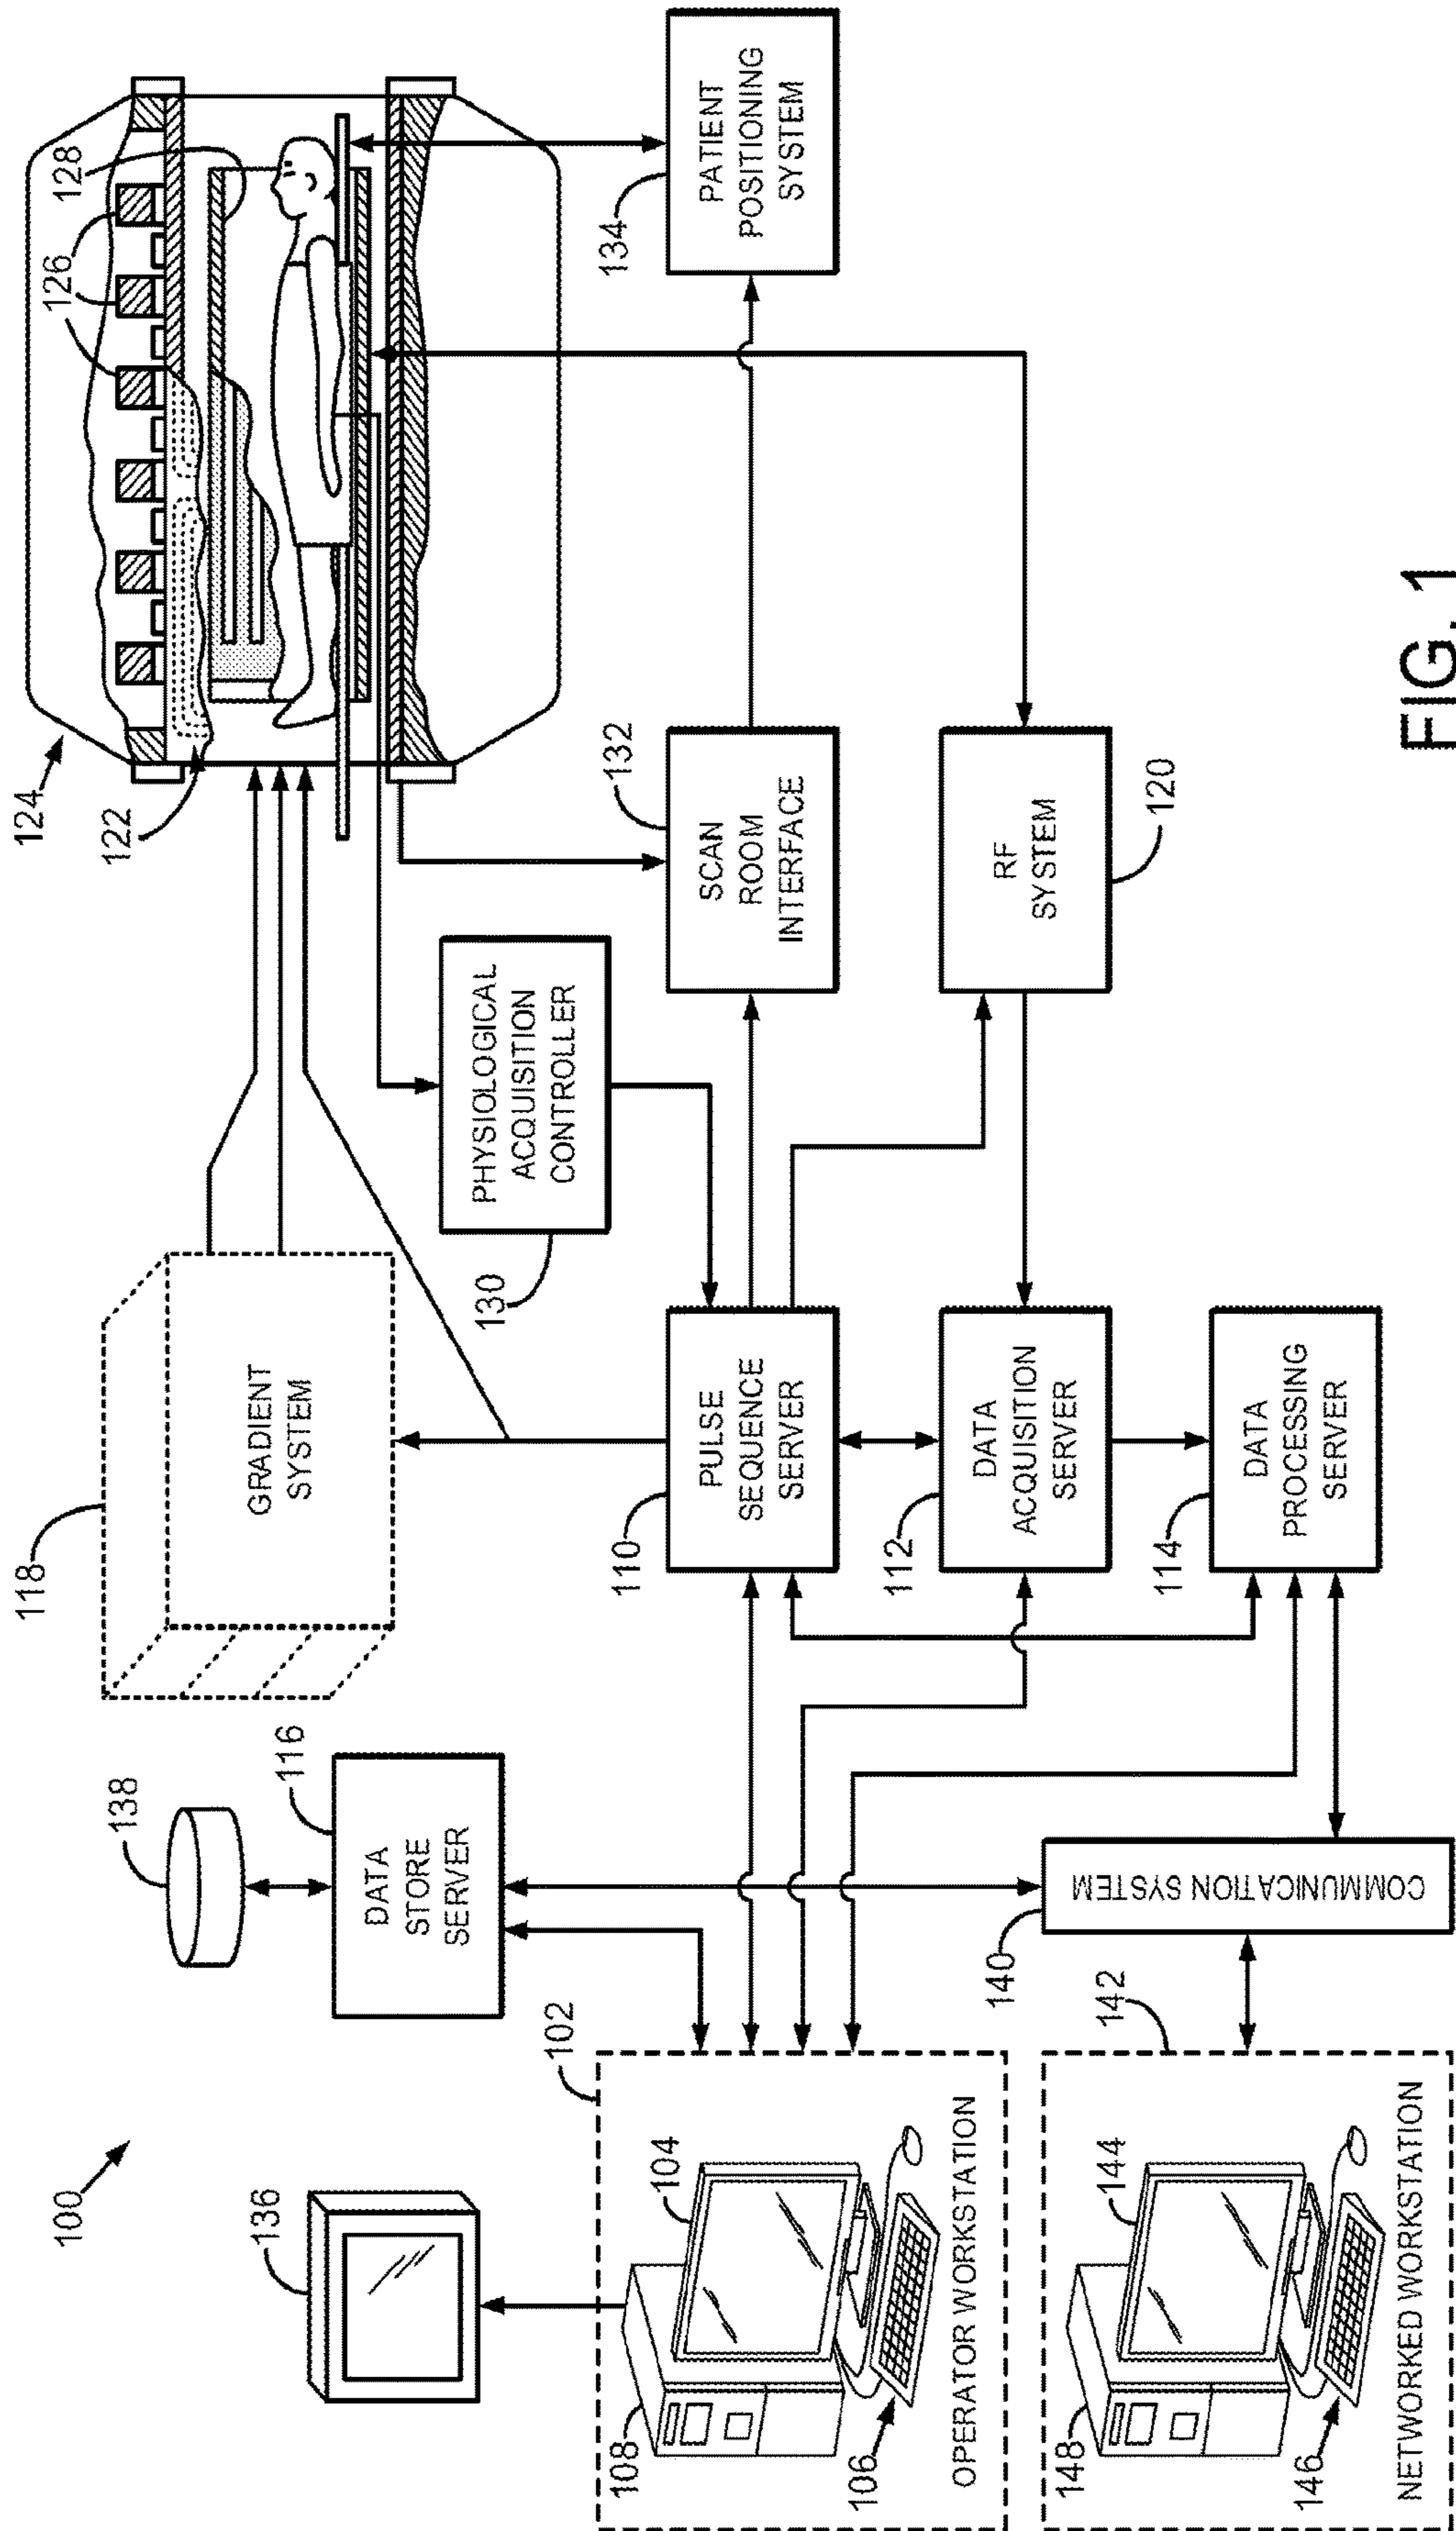 100
136
138
116
DATA
STORE
SERVER
118
GRADIENT
SYSTEM
124
122
126
128
102
104
108
106
OPERATOR WORKSTATION
110
PULSE
SEQUENCE
SERVER
130
PHYSIOLOGICAL
ACQUISITION
CONTROLLER
132
SCAN
ROOM
INTERFACE
134
PATIENT
POSITIONING
SYSTEM
112
DATA
ACQUISITION
SERVER
RF
SYSTEM
120
114
DATA
PROCESSING
SERVER
140
COMMUNICATION SYSTEM
142
144
148
146
NETWORKED WORKSTATION
FIG. 1